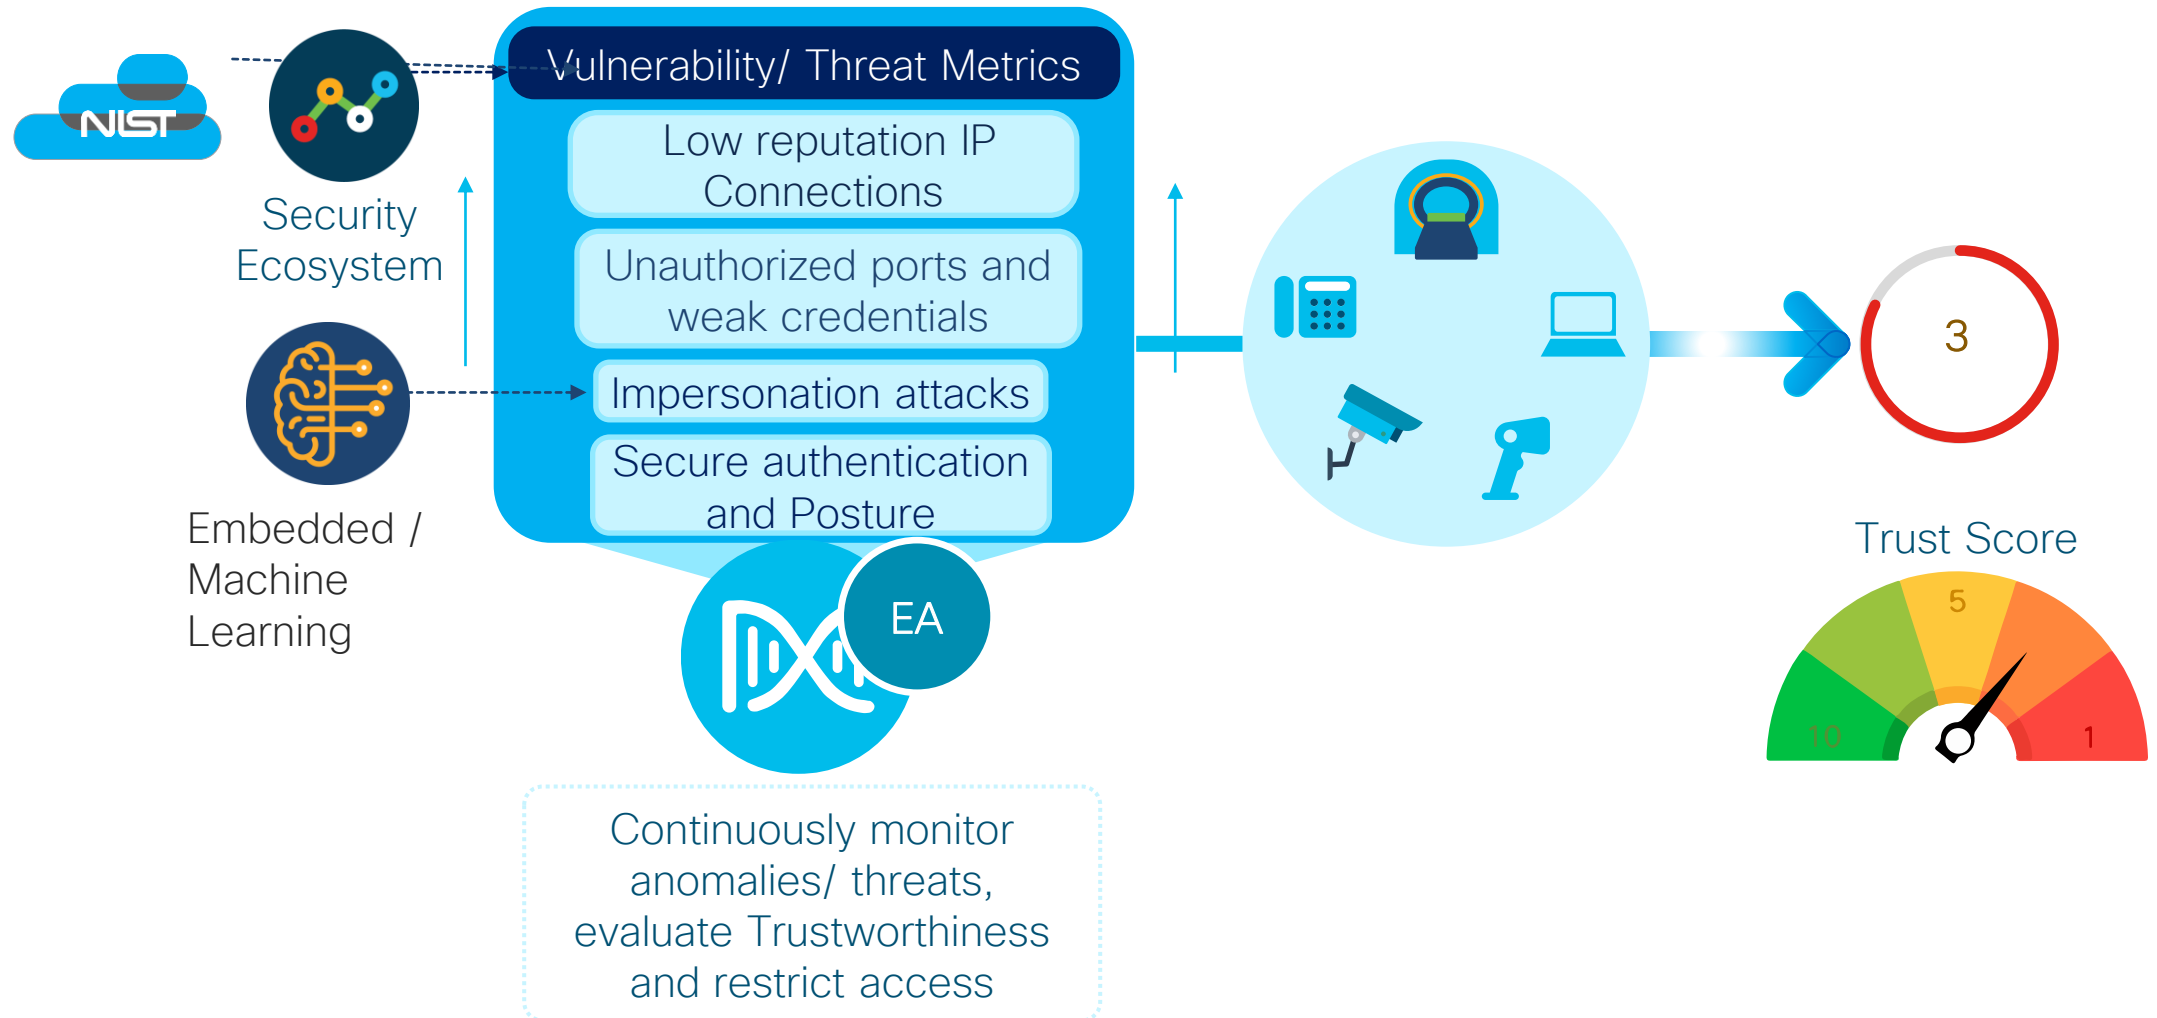 NIST
Security
Ecosystem
Embedded /
Machine
Learning
Vulnerability/ Threat Metrics
Low reputation IP
Connections
Unauthorized ports and
weak credentials
Impersonation attacks
Secure authentication
and Posture
EA
Continuously monitor
anomalies/ threats,
evaluate Trustworthiness
and restrict access
3
Trust Score
5
10
1